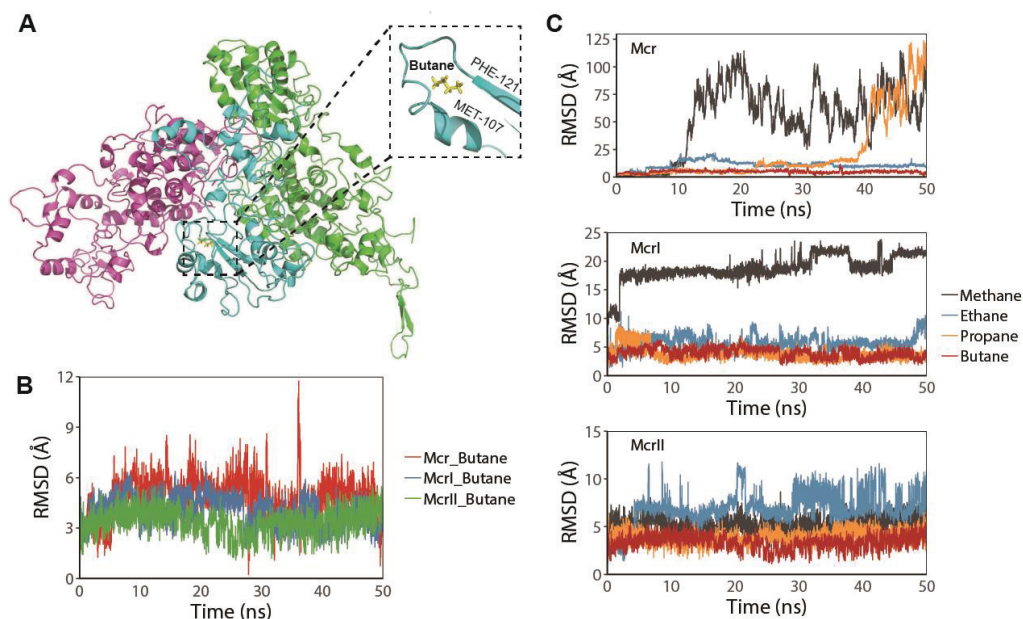 A
Butane
PHE-121
MET-107
B
RMSD (Å)
12
9
6
3
0
0 10 20 30 40 50
Time (ns)
Mcr_Butane
McrI_Butane
McrII_Butane
C
Mcr
RMSD (Å)
125
100
75
50
25
0
0 10 20 30 40 50
Time (ns)
McrI
RMSD (Å)
25
20
15
10
5
0
0 10 20 30 40 50
Time (ns)
Methane
Ethane
Propane
Butane
McrII
RMSD (Å)
15
10
5
0
0 10 20 30 40 50
Time (ns)